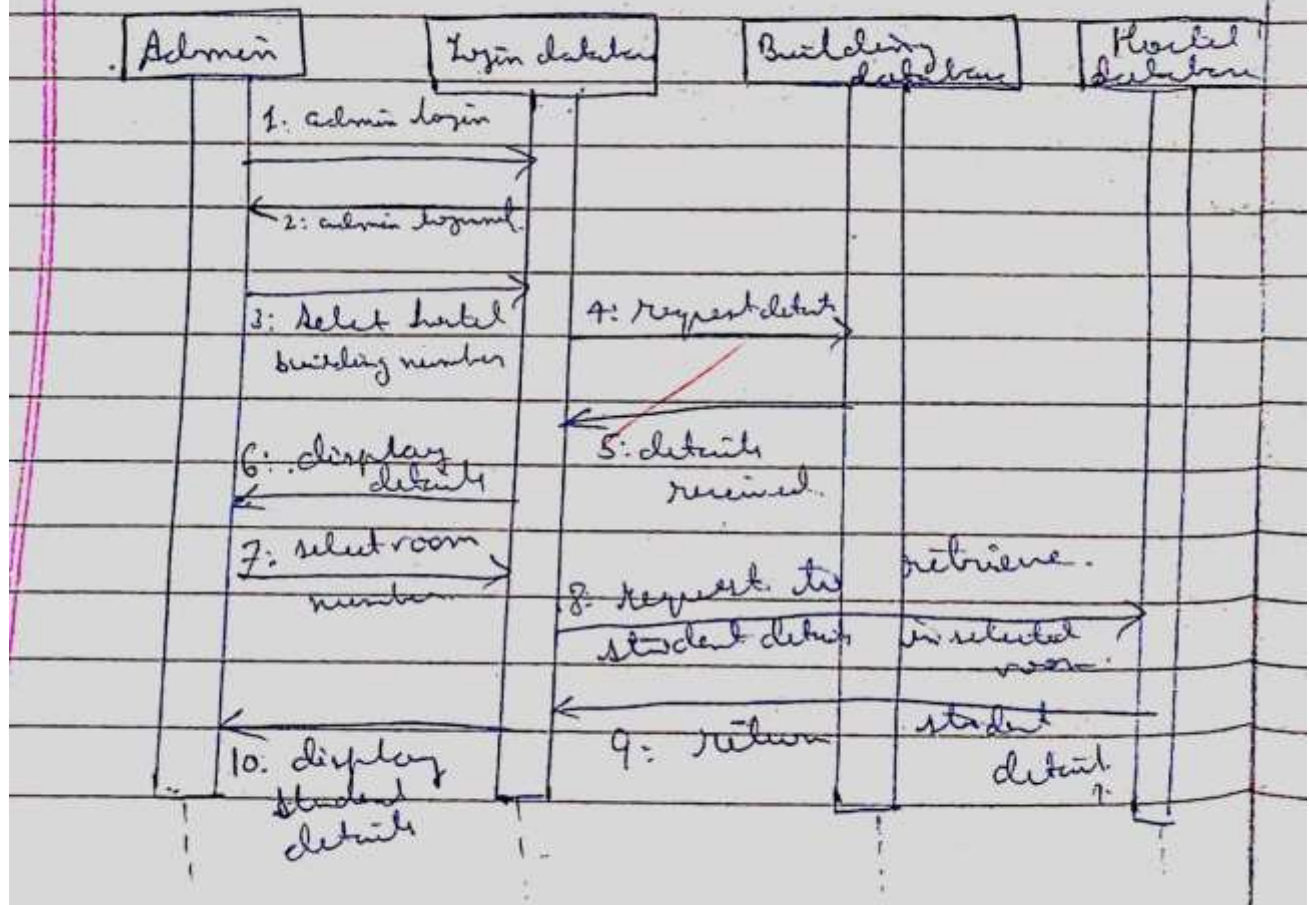 Admin
Login database
Building
database
Hostel
database
1: admin login
2: admin
3: Select hostel
building number
4: request details
5: details
received.
6: display
details
7: select room
number
8: request to retrieve.
student details in selected
room.
9: return student
details
10. display
student
details